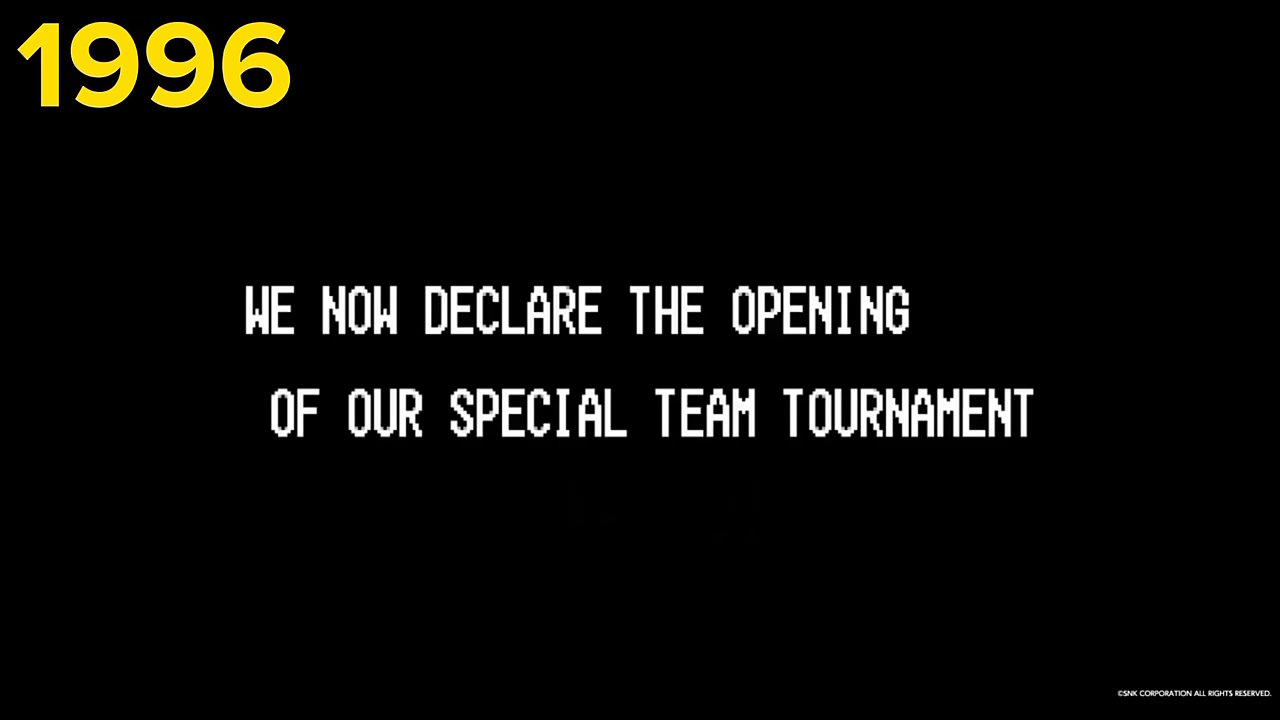 1996
WE NOW DECLARE THE OPENING
OF OUR SPECIAL TEAM TOURNAMENT
©SNK CORPORATION ALL RIGHTS RESERVED.